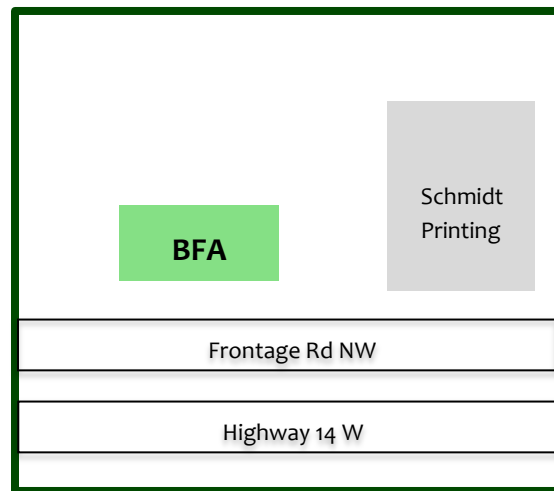 Schmidt
Printing
BFA
Frontage Rd NW
Highway 14 W